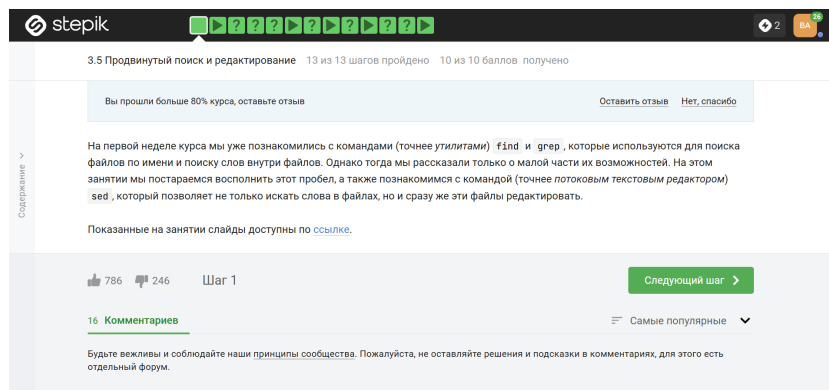 stepik
? ? ? ? ? ? ?
2
BA
26
3.5 Продвинутый поиск и редактирование 13 из 13 шагов пройдено 10 из 10 баллов получено
Вы прошли больше 80% курса, оставьте отзыв Оставить отзыв Нет, спасибо
Содержание
На первой неделе курса мы уже познакомились с командами (точнее утилитами) find и grep, которые используются для поиска
файлов по имени и поиску слов внутри файлов. Однако тогда мы рассказали только о малой части их возможностей. На этом
занятии мы постараемся восполнить этот пробел, а также познакомимся с командой (точнее потоковым текстовым редактором)
sed, который позволяет не только искать слова в файлах, но и сразу же эти файлы редактировать.
Показанные на занятии слайды доступны по ссылке.
786 246 Шаг 1 Следующий шаг
16 Комментариев Самые популярные
Будьте вежливы и соблюдайте наши принципы сообщества. Пожалуйста, не оставляйте решения и подсказки в комментариях, для этого есть
отдельный форум.